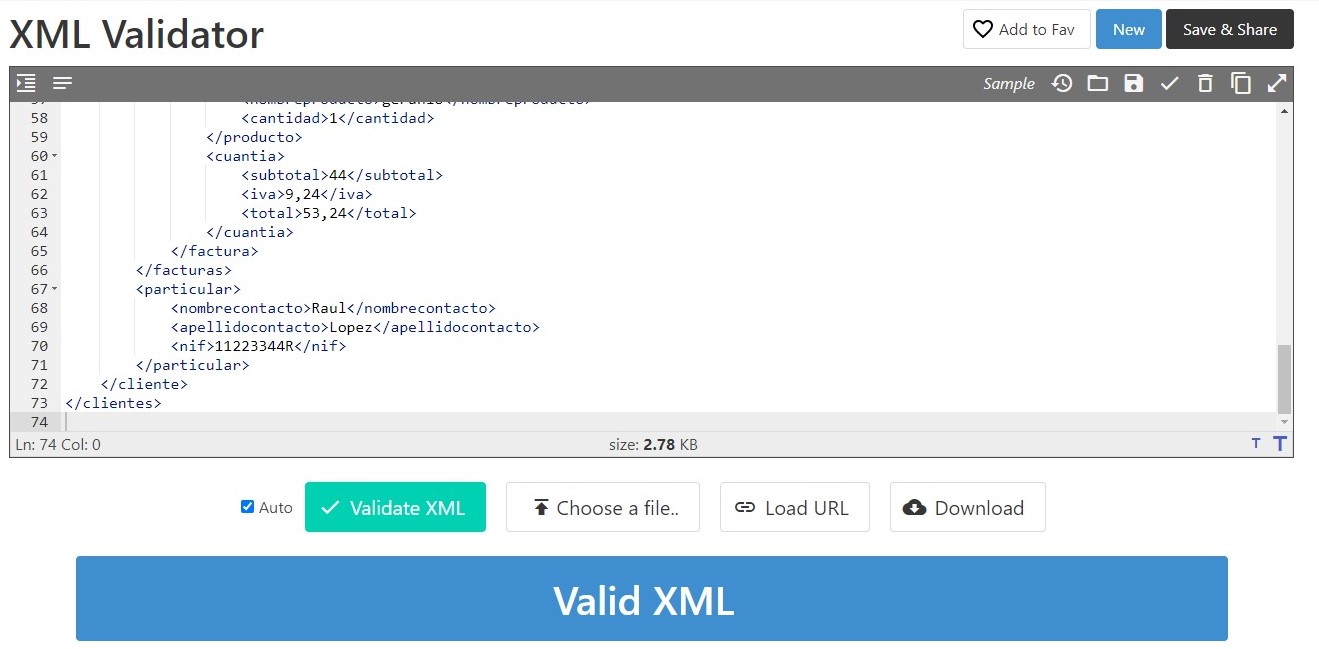 XML Validator
Add to Fav
New
Save & Share
Sample
57 <nombreproducto>geranio</nombreproducto>
58 <cantidad>1</cantidad>
59 </producto>
60 <cuantia>
61 <subtotal>44</subtotal>
62 <iva>9,24</iva>
63 <total>53,24</total>
64 </cuantia>
65 </factura>
66 </facturas>
67 <particular>
68 <nombrecontacto>Raul</nombrecontacto>
69 <apellidocontacto>Lopez</apellidocontacto>
70 <nif>11223344R</nif>
71 </particular>
72 </cliente>
73 </clientes>
74
Ln: 74 Col: 0
size: 2.78 KB
T T
Auto
Validate XML
Choose a file..
Load URL
Download
Valid XML